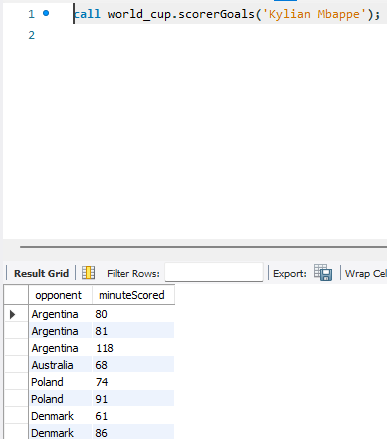 1 call world_cup.scorerGoals('Kylian Mbappe');
2
Result Grid Filter Rows: Export: Wrap Cel
opponent minuteScored
Argentina 80
Argentina 81
Argentina 118
Australia 68
Poland 74
Poland 91
Denmark 61
Denmark 86